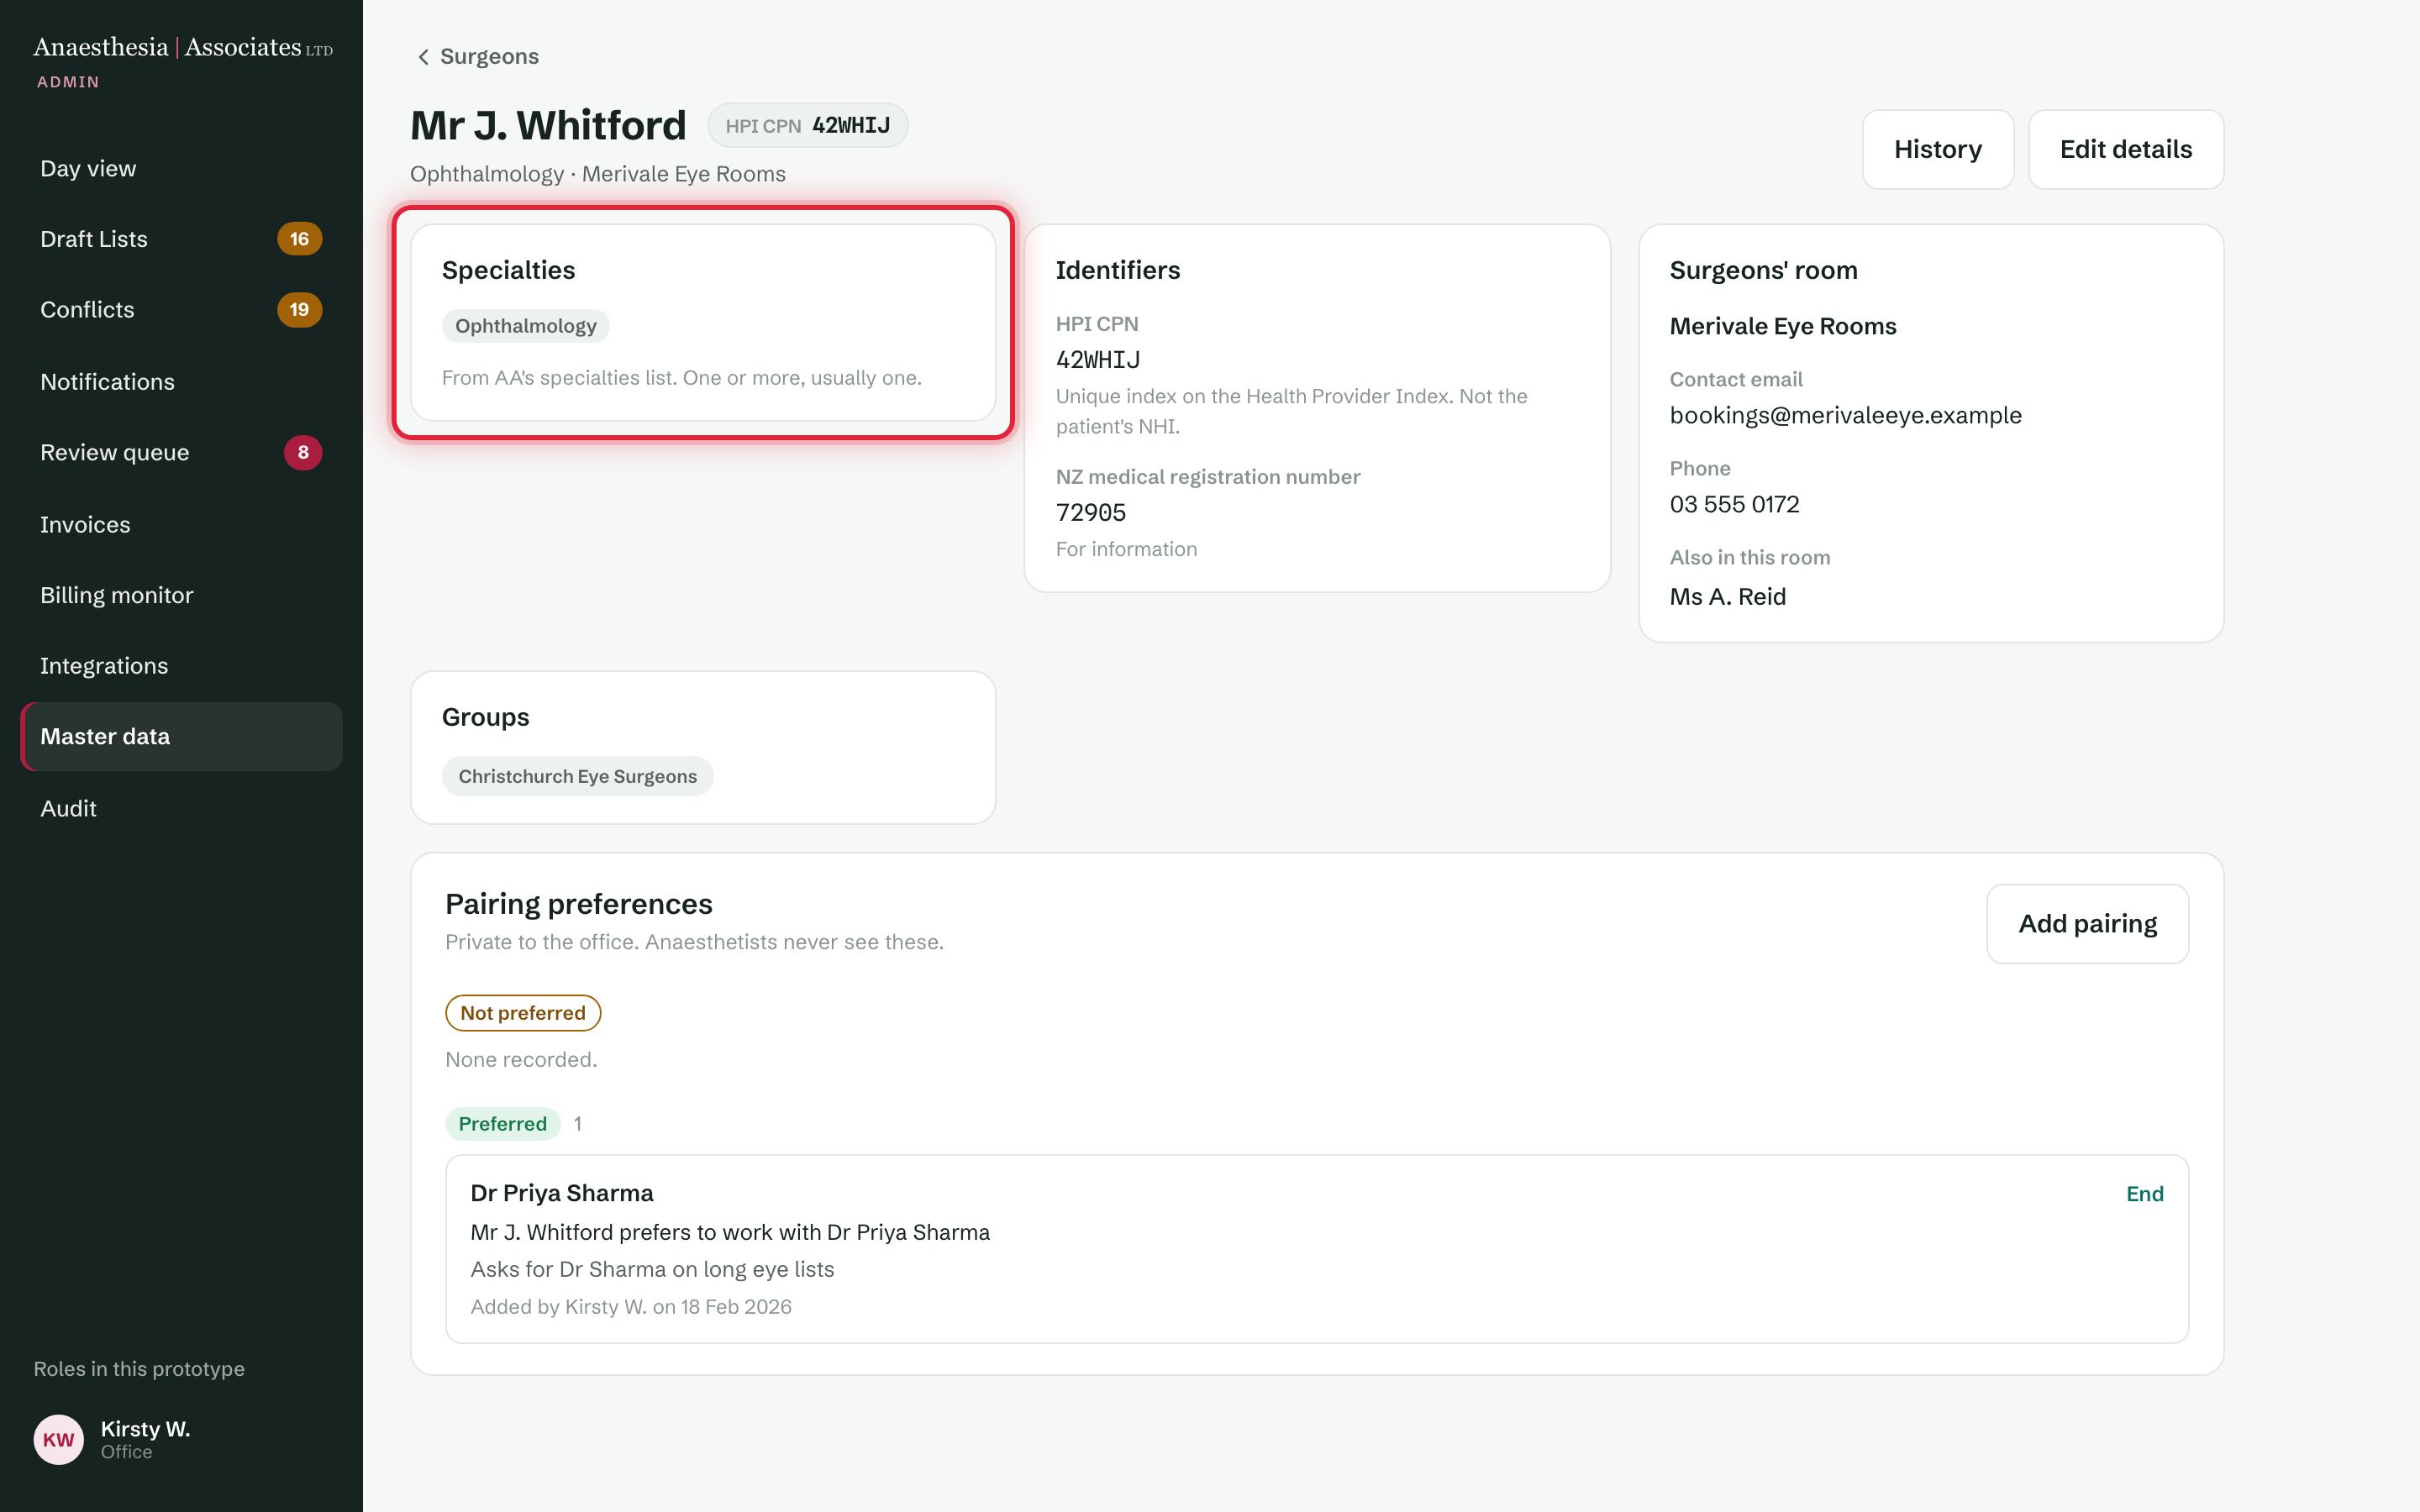 Anaesthesia | Associates LTD
ADMIN
Day view
Draft Lists 16
Conflicts 19
Notifications
Review queue 8
Invoices
Billing monitor
Integrations
Master data
Audit
Roles in this prototype
KW
Kirsty W.
Office
Surgeons
Mr J. Whitford HPI CPN 42WHIJ
Ophthalmology · Merivale Eye Rooms
History
Edit details
Specialties
Ophthalmology
From AA's specialties list. One or more, usually one.
Identifiers
HPI CPN
42WHIJ
Unique index on the Health Provider Index. Not the
patient's NHI.
NZ medical registration number
72905
For information
Surgeons' room
Merivale Eye Rooms
Contact email
bookings@merivaleeye.example
Phone
03 555 0172
Also in this room
Ms A. Reid
Groups
Christchurch Eye Surgeons
Pairing preferences
Private to the office. Anaesthetists never see these.
Add pairing
Not preferred
None recorded.
Preferred 1
Dr Priya Sharma
End
Mr J. Whitford prefers to work with Dr Priya Sharma
Asks for Dr Sharma on long eye lists
Added by Kirsty W. on 18 Feb 2026